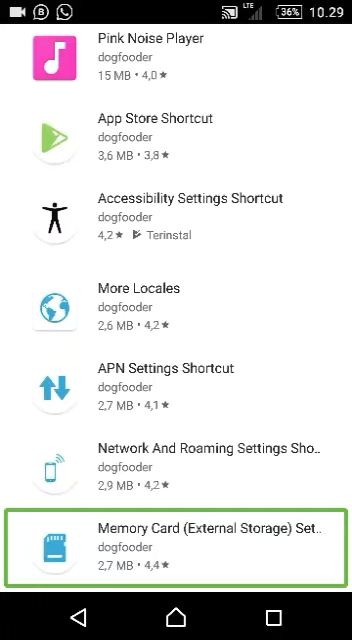 B LTE 36% 10.29
Pink Noise Player
dogfooder
15 MB • 4,0 ★
App Store Shortcut
dogfooder
3,6 MB • 3,8 ★
Accessibility Settings Shortcut
dogfooder
4,2 ★ Terinstal
More Locales
dogfooder
2,6 MB • 4,2 ★
APN Settings Shortcut
dogfooder
2,7 MB • 4,1 ★
Network And Roaming Settings Sho..
dogfooder
2,9 MB • 4,2 ★
Memory Card (External Storage) Set..
dogfooder
2,7 MB • 4,4 ★